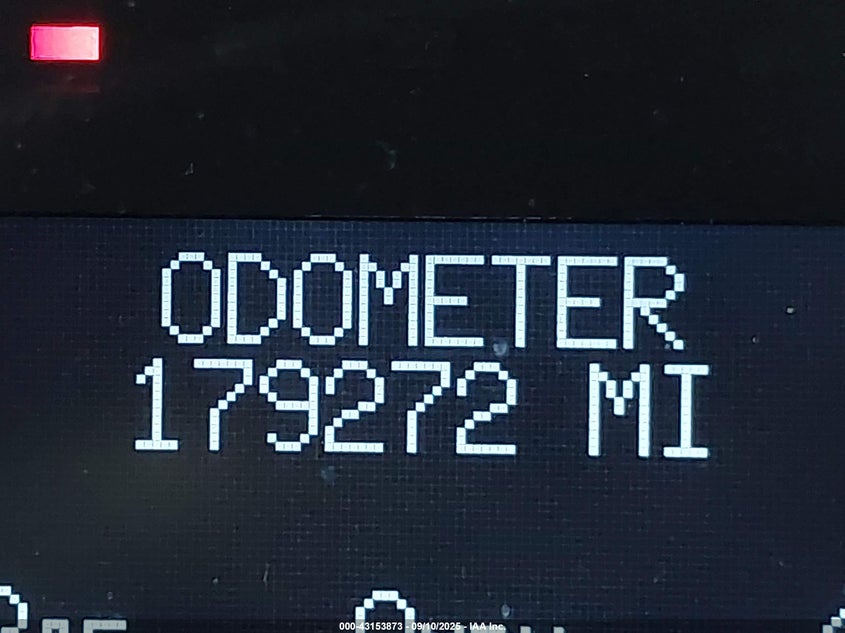 ODOMETER
179272 MI
000-43153873 - 09/10/2025 - IAA Inc.